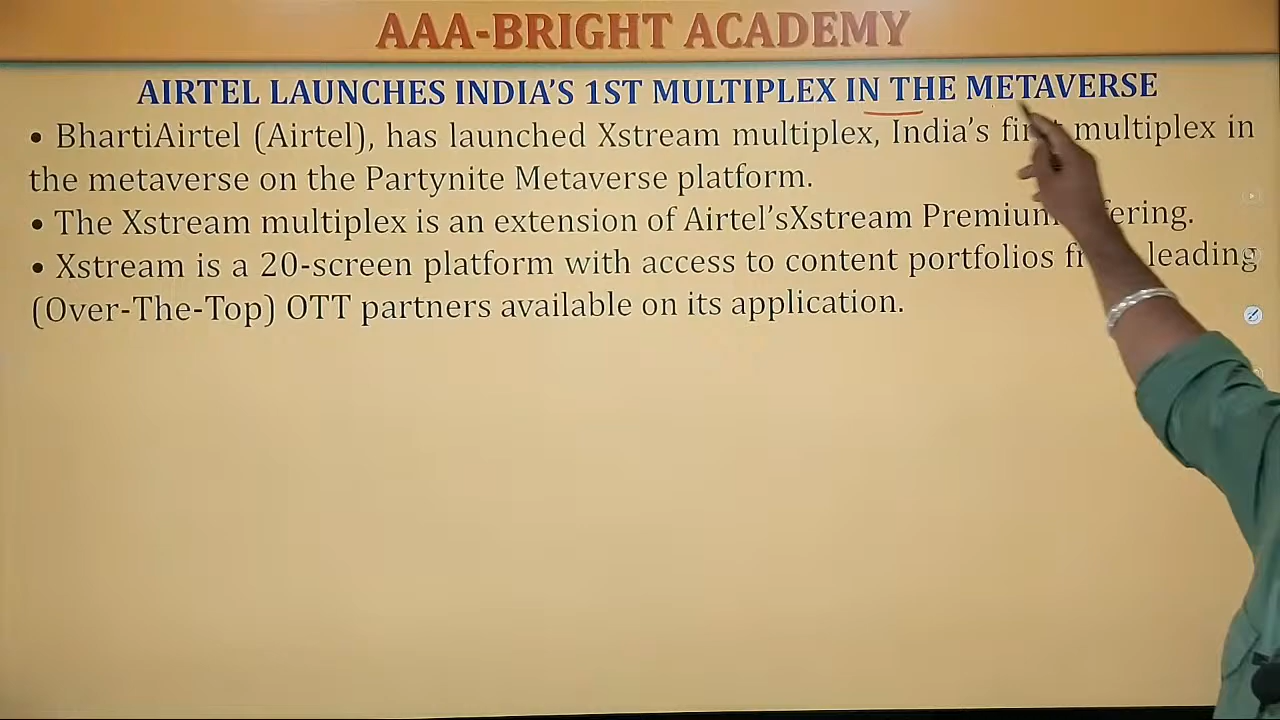 AAA-BRIGHT ACADEMY
AIRTEL LAUNCHES INDIA'S 1ST MULTIPLEX IN THE METAVERSE
• BhartiAirtel (Airtel), has launched Xstream multiplex, India's multiplex in
the metaverse on the Partynite Metaverse platform.
• The Xstream multiplex is an extension of Airtel'sXstream Premium
• Xstream is a 20-screen platform with access to content portfolios leading
(Over-The-Top) OTT partners available on its application.